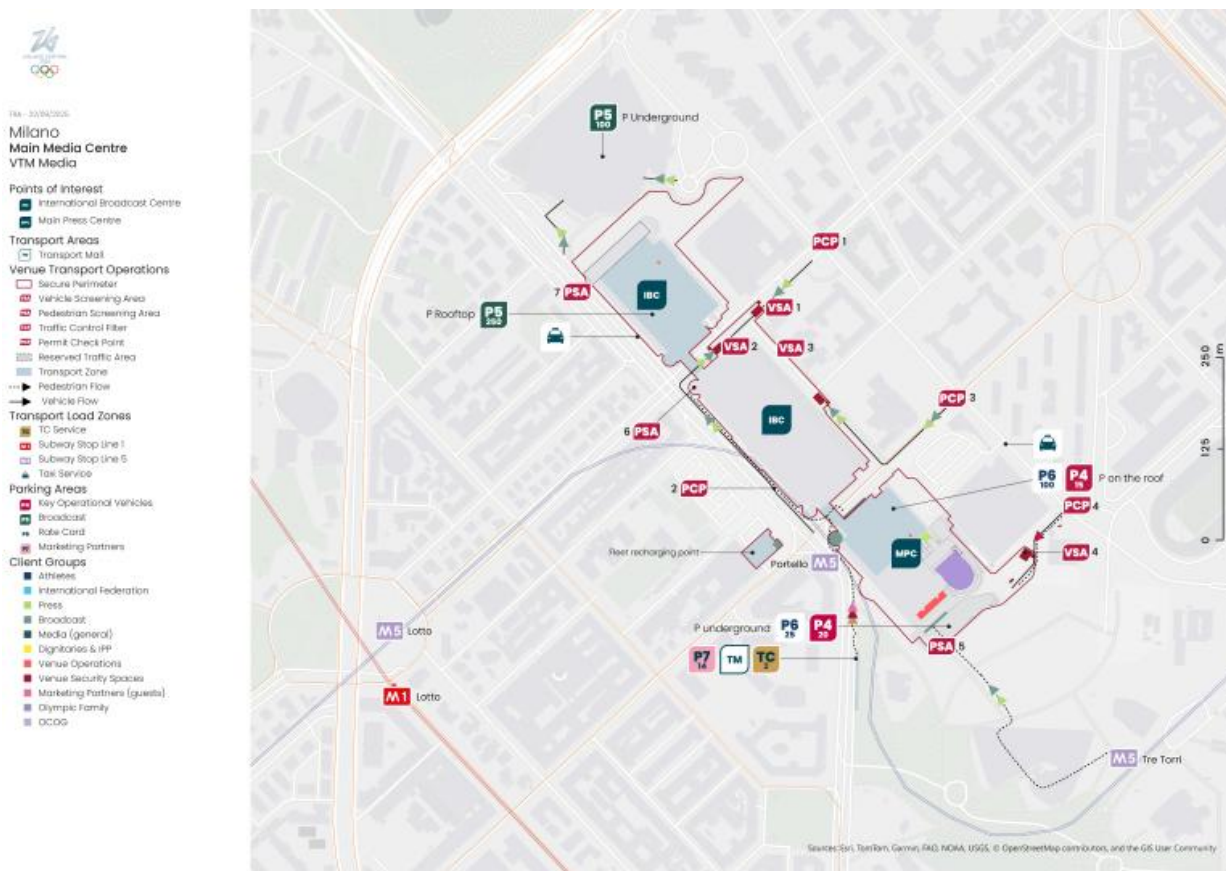 Milano
Main Media Centre
VTM Media
Points of Interest
International Broadcast Centre
Main Press Centre
Transport Areas
Transport Mall
Venue Transport Operations
Secure Perimeter
Vehicle Screening Area
Pedestrian Screening Area
Traffic Control Filter
Permit Check Point
Reserved Traffic Area
Transport Zone
Pedestrian Flow
Vehicle Flow
Transport Load Zones
TC Service
Subway Stop Line 1
Subway Stop Line 5
Taxi Service
Parking Areas
Key Operational Vehicles
Broadcast
Rate Card
Marketing Partners
Client Groups
Athletes
International Federation
Press
Broadcast
Media (general)
Dignitaries & IPP
Venue Operations
Venue Security Spaces
Marketing Partners (guests)
Olympic Family
OCOG
P5 100 P Underground
PCP 1
7 PSA
IBC
VSA 1
P Rooftop P5 250
VSA 2
VSA 3
PCP 3
IBC
6 PSA
P6 100 P4 15 P on the roof
2 PCP
PCP 4
Fleet recharging point
Portello M5
MPC
VSA 4
P underground P6 25 P4 20
M5 Lotto
PSA 5
P7 14 TM TC 2
M1 Lotto
M5 Tre Torri
250 m
125
0
Sources: Esri, TomTom, Garmin, FAO, NOAA, USGS, © OpenStreetMap contributors, and the GIS User Community